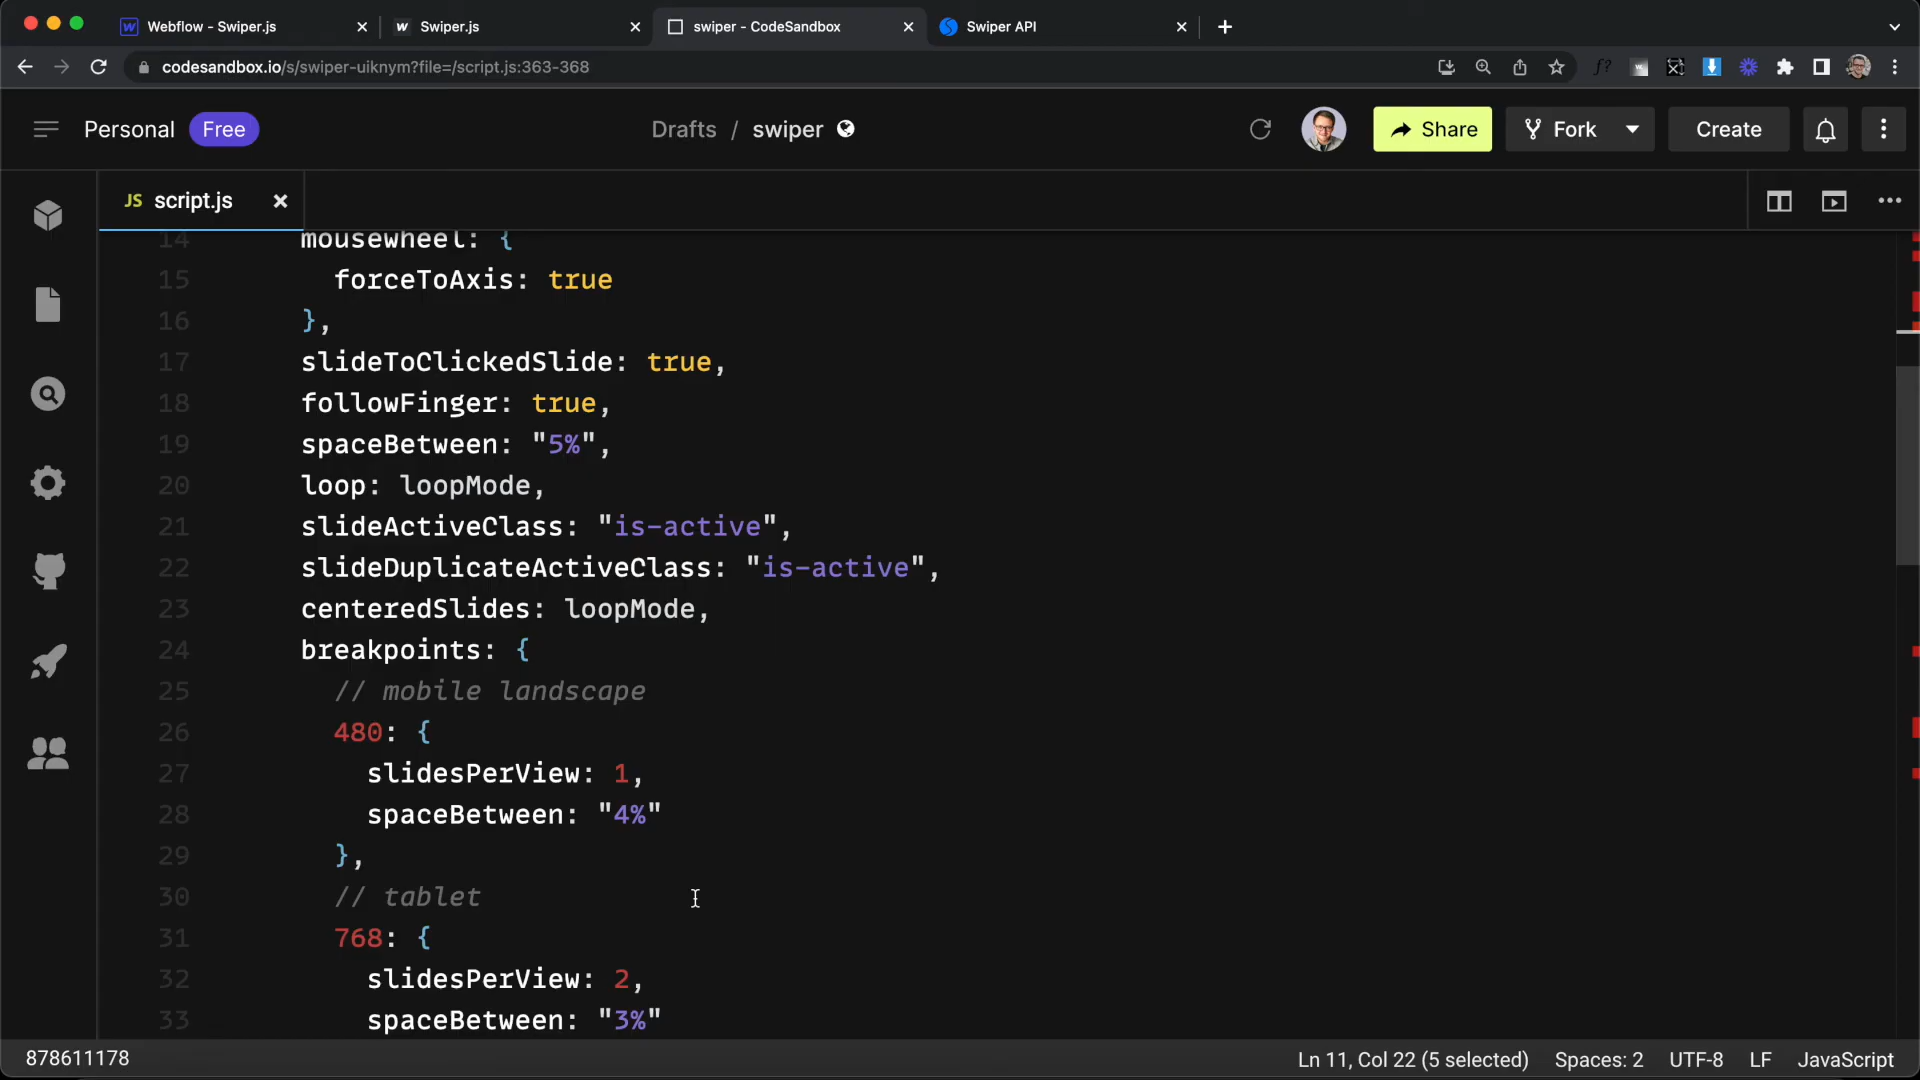 Webflow - Swiper.js
Swiper.js
swiper - CodeSandbox
Swiper API
codesandbox.io/s/swiper-uiknym?file=/script.js:363-368
Personal
Free
Drafts / swiper
Share
Fork
Create
JS script.js
14 mousewheel: {
15 forceToAxis: true
16 },
17 slideToClickedSlide: true,
18 followFinger: true,
19 spaceBetween: "5%",
20 loop: loopMode,
21 slideActiveClass: "is-active",
22 slideDuplicateActiveClass: "is-active",
23 centeredSlides: loopMode,
24 breakpoints: {
25 // mobile landscape
26 480: {
27 slidesPerView: 1,
28 spaceBetween: "4%"
29 },
30 // tablet
31 768: {
32 slidesPerView: 2,
33 spaceBetween: "3%"
878611178
Ln 11, Col 22 (5 selected)
Spaces: 2
UTF-8
LF
JavaScript